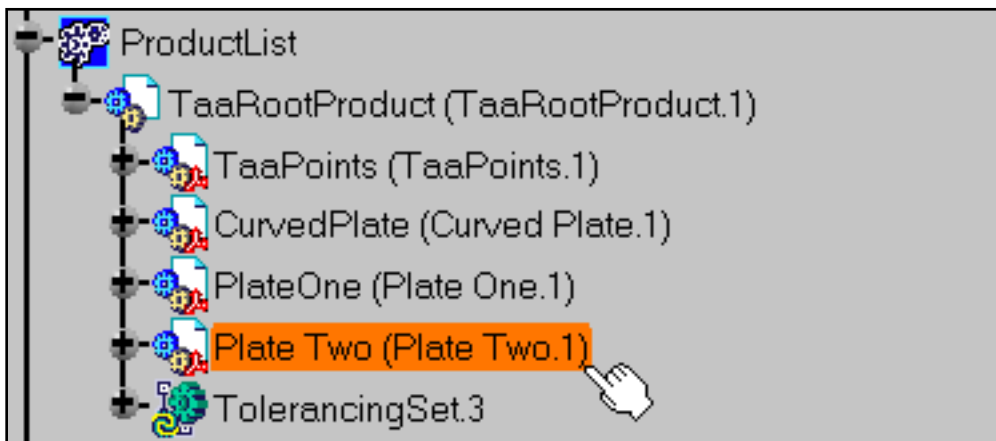 ProductList
TaaRootProduct (TaaRootProduct.1)
TaaPoints (TaaPoints.1)
CurvedPlate (Curved Plate.1)
PlateOne (Plate One.1)
Plate Two (Plate Two.1)
TolerancingSet.3